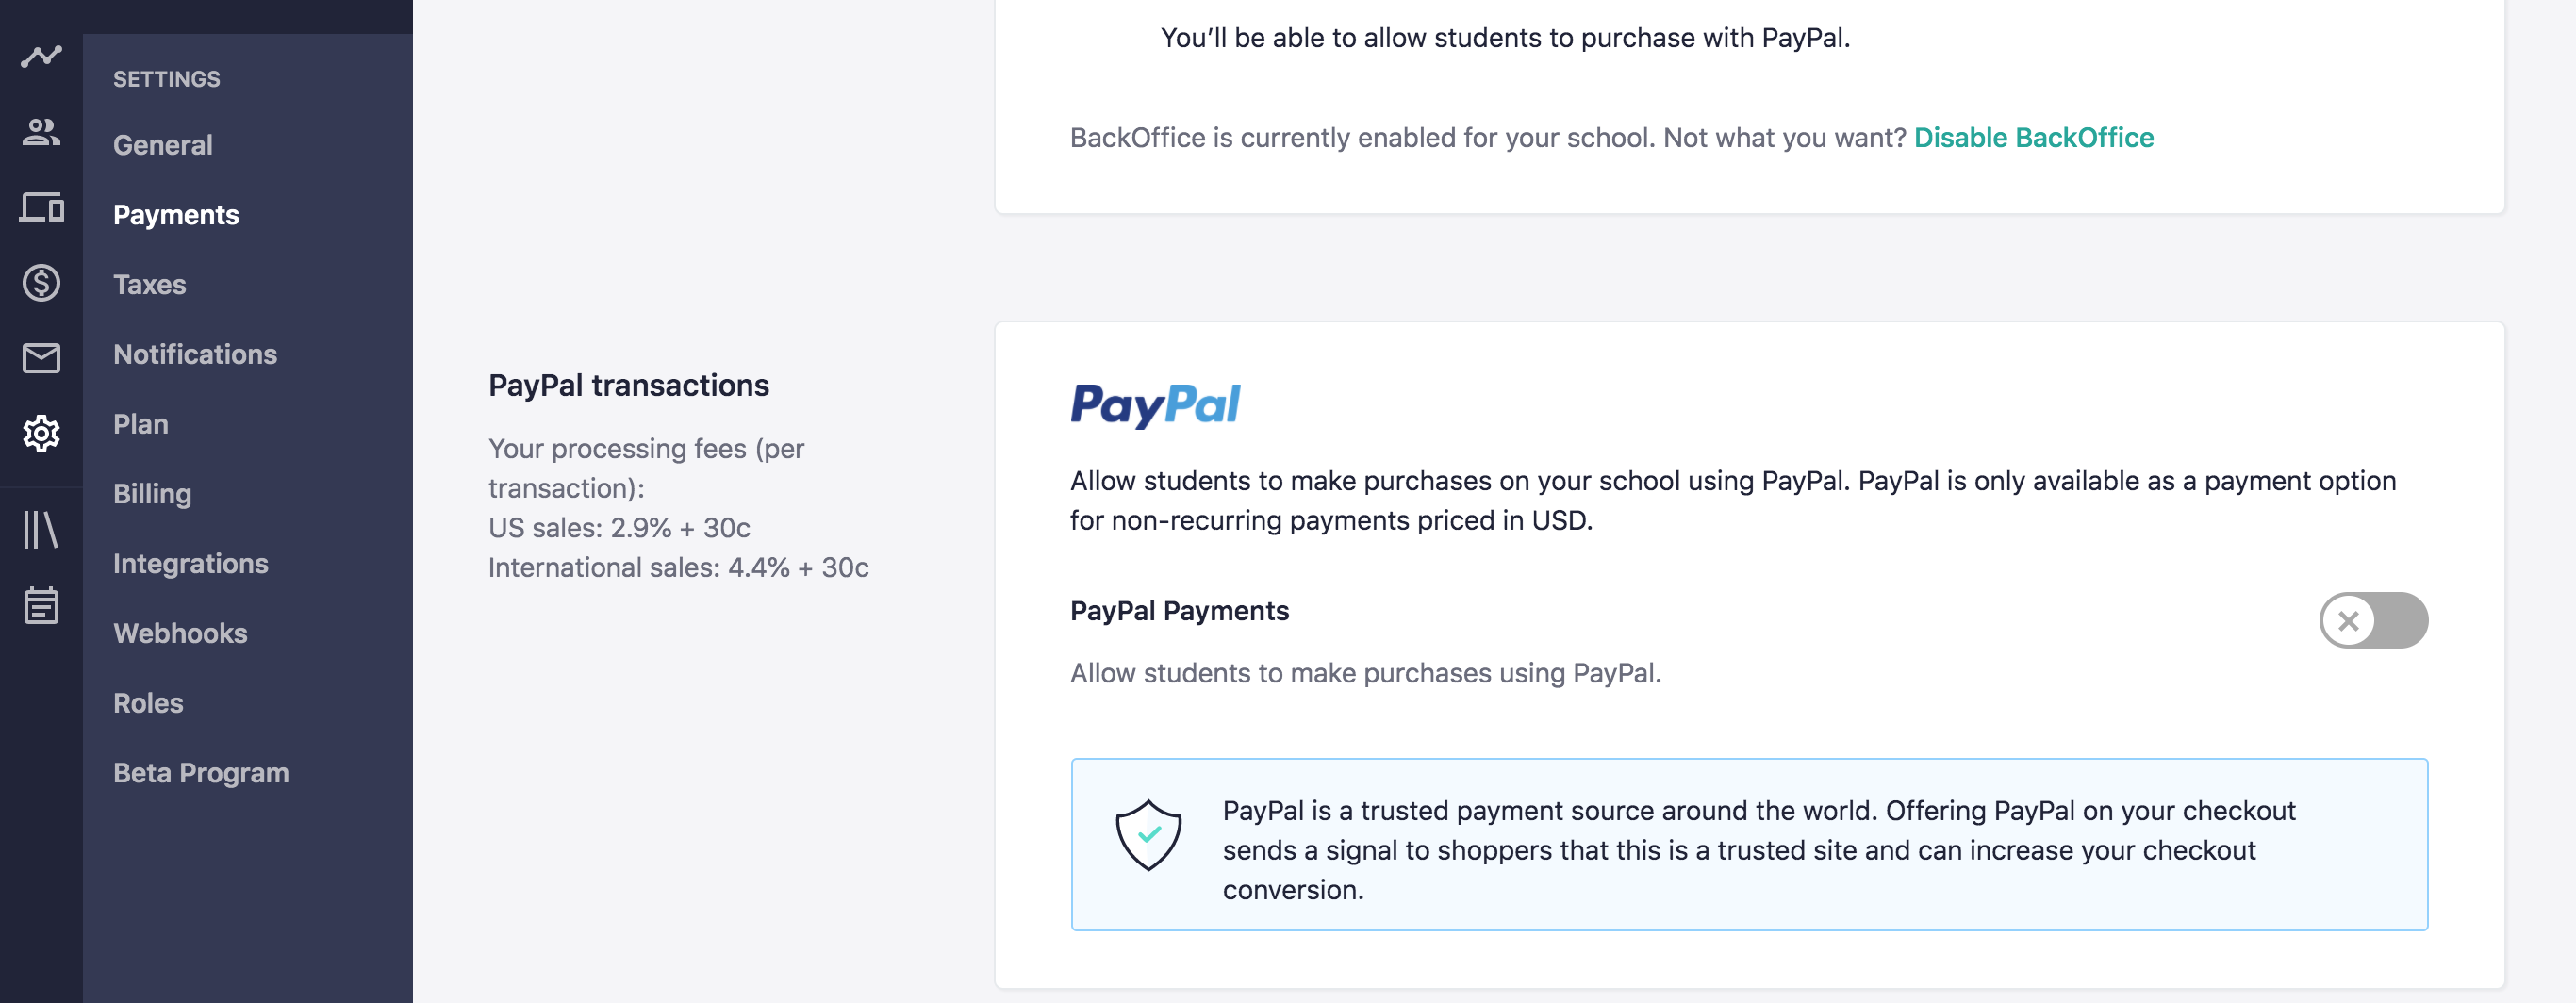 SETTINGS
General
Payments
Taxes
Notifications
Plan
Billing
Integrations
Webhooks
Roles
Beta Program
You’ll be able to allow students to purchase with PayPal.
BackOffice is currently enabled for your school. Not what you want? Disable BackOffice
PayPal transactions
Your processing fees (per
transaction):
US sales: 2.9% + 30c
International sales: 4.4% + 30c
PayPal
Allow students to make purchases on your school using PayPal. PayPal is only available as a payment option
for non-recurring payments priced in USD.
PayPal Payments
Allow students to make purchases using PayPal.
PayPal is a trusted payment source around the world. Offering PayPal on your checkout
sends a signal to shoppers that this is a trusted site and can increase your checkout
conversion.